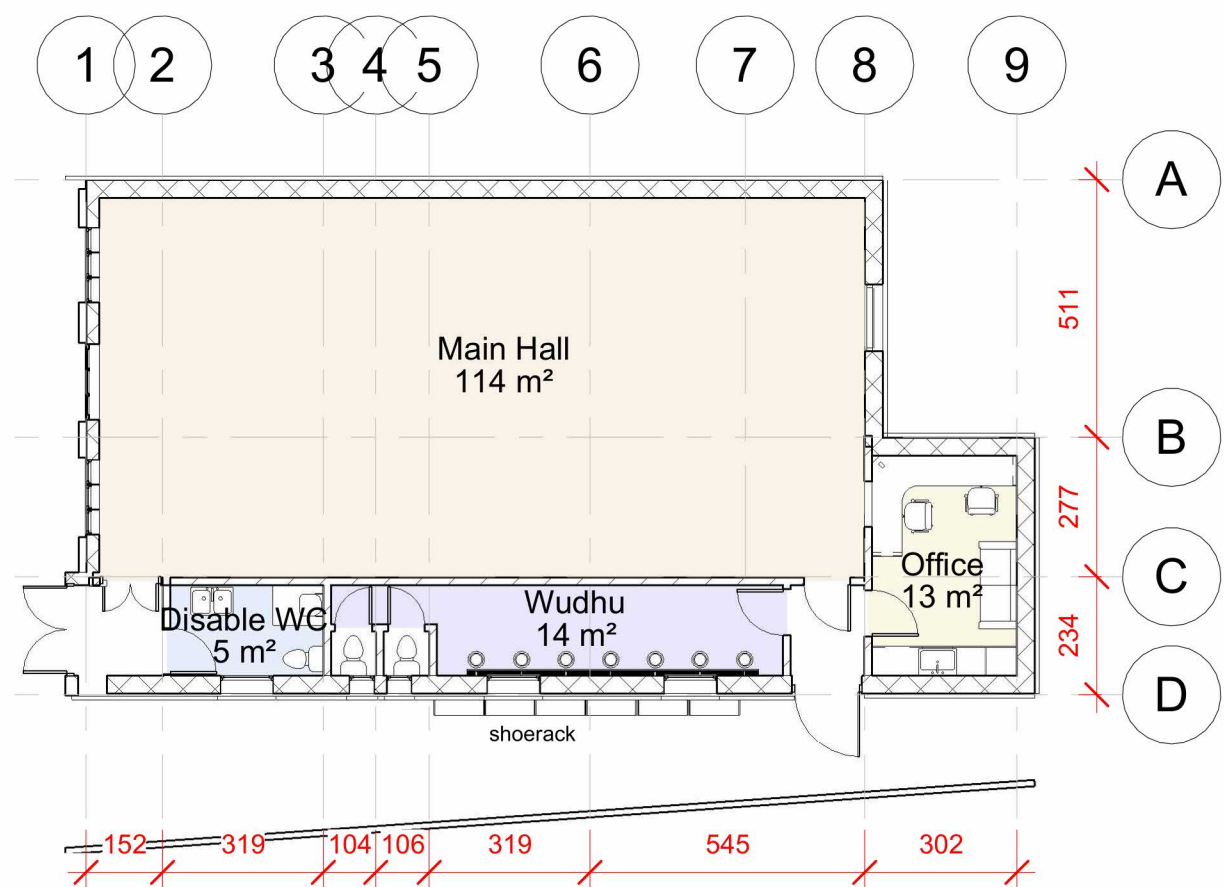 1 2 3 4 5 6 7 8 9
A
511
Main Hall
114 m²
B
277
Office
13 m²
C
Disable WC
5 m²
Wudhu
14 m²
234
D
shoerack
152 319 104 106 319 545 302